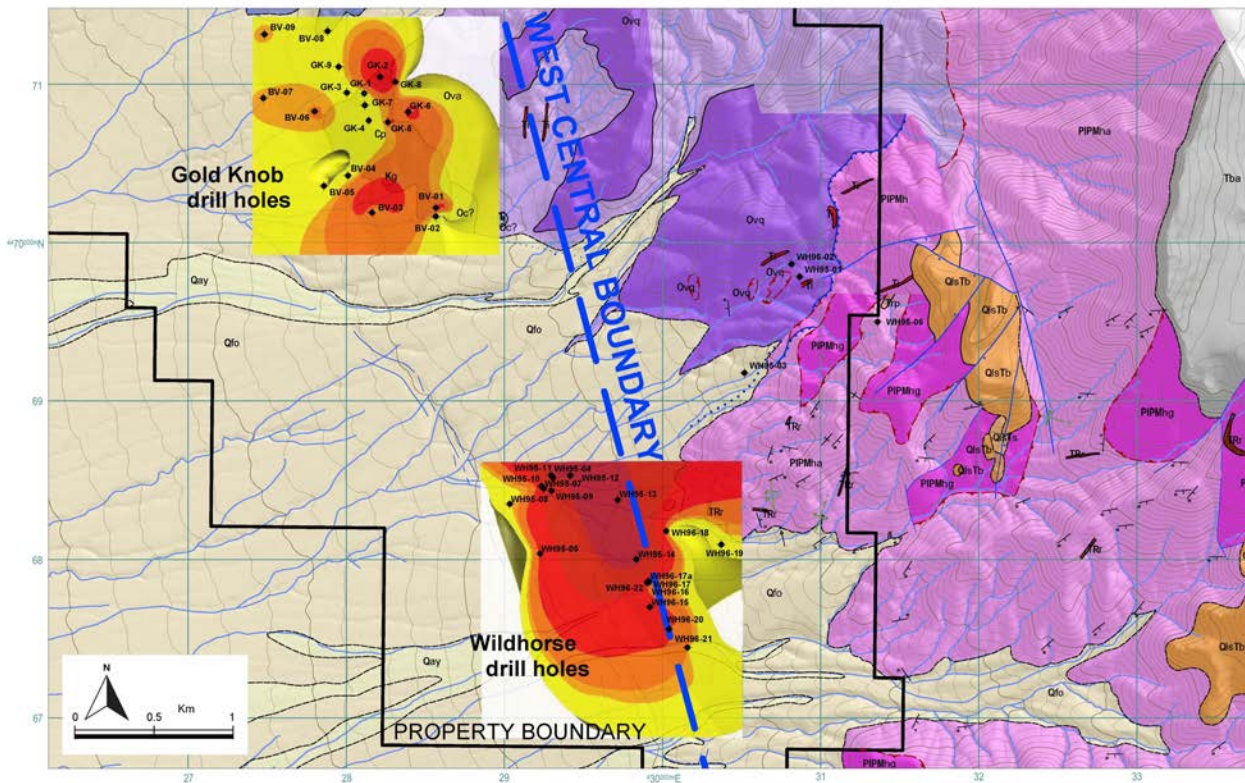 BV-09
BV-08
Ovq
71
GK-2
GK-9
GK-1
GK-8
GK-3
BV-07
GK-7
GK-6
Ova
BV-06
GK-4
GK-5
Cp
WEST CENTRAL BOUNDARY
PIPMha
Tba
Gold Knob
drill holes
BV-04
BV-05
Kg
BV-03
BV-01
BV-02
Oc?
Oc?
PIPMh
Ovq
WH95-02
WH95-01
Ovq
Ovq
Qay
Qfo
Qfo
WH95-06
QlsTb
QlsTb
PIPMhg
PIPMhg
PIPMhg
69
WH95-03
TRr
PIPMha
TRr
PIPMhg
QlsTb
WH95-11
WH95-04
WH95-10
WH95-07
WH95-12
WH95-08
WH95-09
WH95-13
TRr
TRr
TRr
WH96-18
WH96-19
68
WH95-05
WH95-14
WH96-17a
WH96-17
WH96-22
WH96-16
WH96-15
Qfo
WH96-20
WH96-21
Wildhorse
drill holes
Qay
Qfo
QlsTb
N
Km
0 0.5 1
67
PROPERTY BOUNDARY
PIPMhg
27 28 29 31 32 33